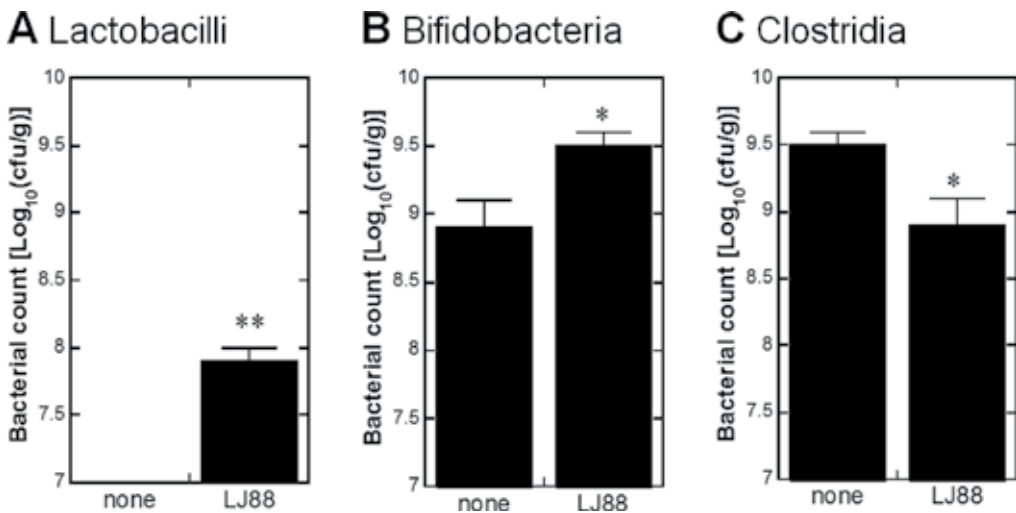 A Lactobacilli
Bacterial count [Log10(cfu/g)]
10
9.5
9
8.5
8
7.5
7
**
none LJ88
B Bifidobacteria
Bacterial count [Log10(cfu/g)]
10
9.5
9
8.5
8
7.5
7
*
none LJ88
C Clostridia
Bacterial count [Log10(cfu/g)]
10
9.5
9
8.5
8
7.5
7
*
none LJ88